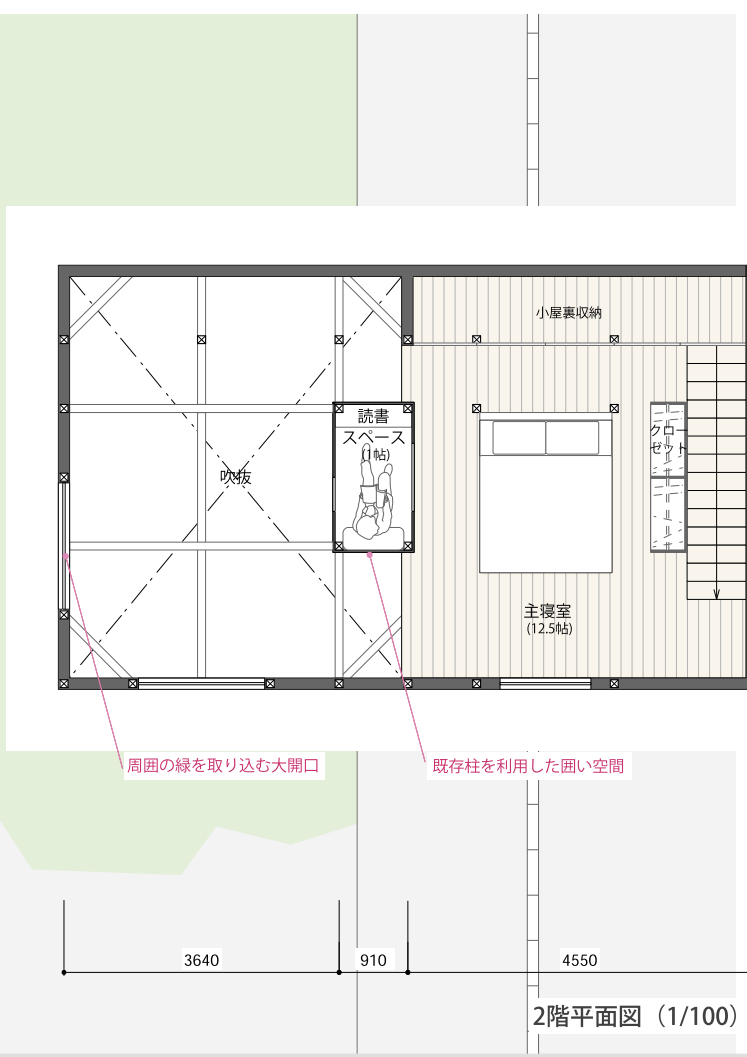 小屋裏収納
読書
スペース
(1帖)
クロー
ゼット
吹抜
主寝室
(12.5帖)
周囲の緑を取り込む大開口
既存柱を利用した囲い空間
3640
910
4550
2階平面図（1/100）